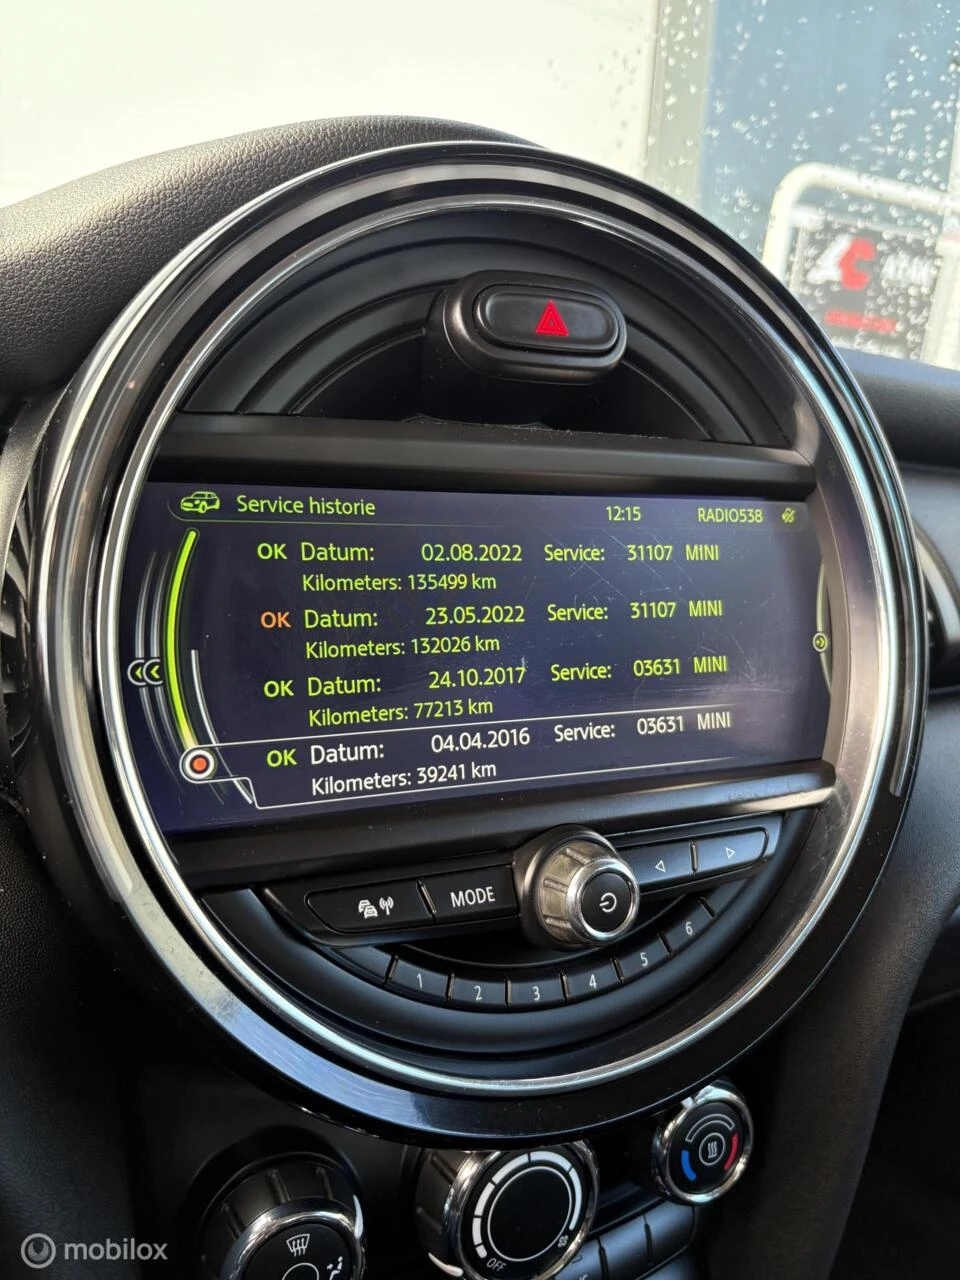 Service historie 12:15 RADIO538
OK Datum: 02.08.2022 Service: 31107 MINI
Kilometers: 135499 km
OK Datum: 23.05.2022 Service: 31107 MINI
Kilometers: 132026 km
OK Datum: 24.10.2017 Service: 03631 MINI
Kilometers: 77213 km
OK Datum: 04.04.2016 Service: 03631 MINI
Kilometers: 39241 km
MODE
1 2 3 4 5 6
OFF
mobilox